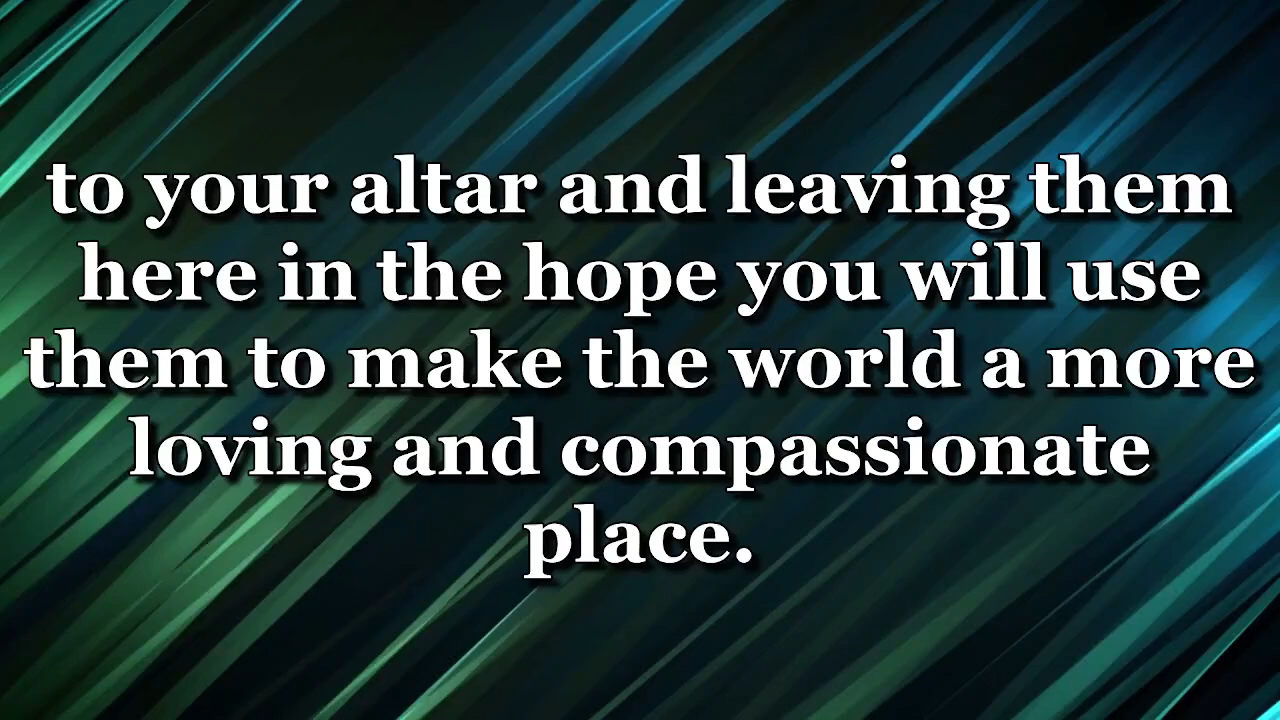 to your altar and leaving them
here in the hope you will use
them to make the world a more
loving and compassionate
place.